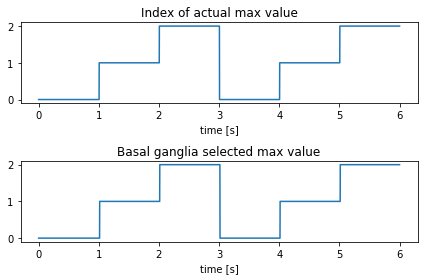 Index of actual max value
2
1
0
0 1 2 3 4 5 6
time [s]
Basal ganglia selected max value
2
1
0
0 1 2 3 4 5 6
time [s]